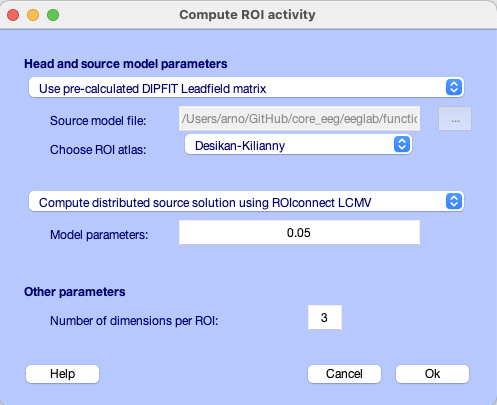 Compute ROI activity
Head and source model parameters
Use pre-calculated DIPFIT Leadfield matrix
Source model file: /Users/arno/GitHub/core_eeg/eeglab/functic ...
Choose ROI atlas: Desikan-Kilianny
Compute distributed source solution using ROIconnect LCMV
Model parameters: 0.05
Other parameters
Number of dimensions per ROI: 3
Help Cancel Ok